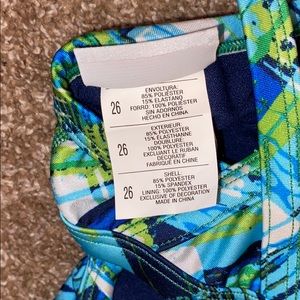 26
ENVOLTURA:
85% POLIESTER
15% ELASTANO
FORRO: 100% POLIESTER
SIN ADORNOS
HECHO EN CHINA
26
EXTERIEUR:
85% POLYESTER
15% ELASTHANNE
DOUBLURE:
100% POLYESTER
EXCLUANT LE RUBAN
DECORATIF
FABRIQUÉ EN CHINE
26
SHELL:
85% POLYESTER
15% SPANDEX
LINING: 100% POLYESTER
EXCLUSIVE OF DECORATION
MADE IN CHINA